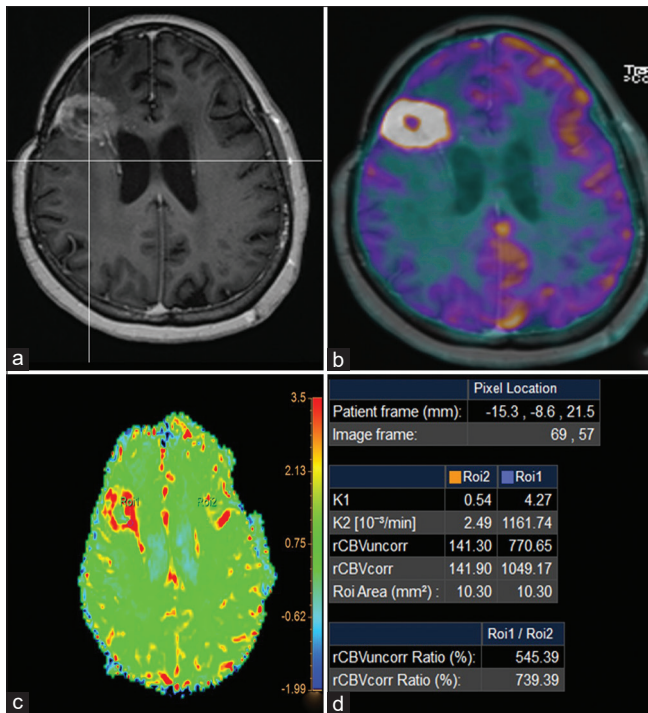 a
Tra
PCo
b
3.5
2.13
0.75
-0.62
-1.99
Roi1
Roi2
c
Pixel Location
Patient frame (mm): -15.3 , -8.6 , 21.5
Image frame: 69 , 57
Roi2 Roi1
K1 0.54 4.27
K2 [10⁻³/min] 2.49 1161.74
rCBVuncorr 141.30 770.65
rCBVcorr 141.90 1049.17
Roi Area (mm²) : 10.30 10.30
Roi1 / Roi2
rCBVuncorr Ratio (%): 545.39
rCBVcorr Ratio (%): 739.39
d